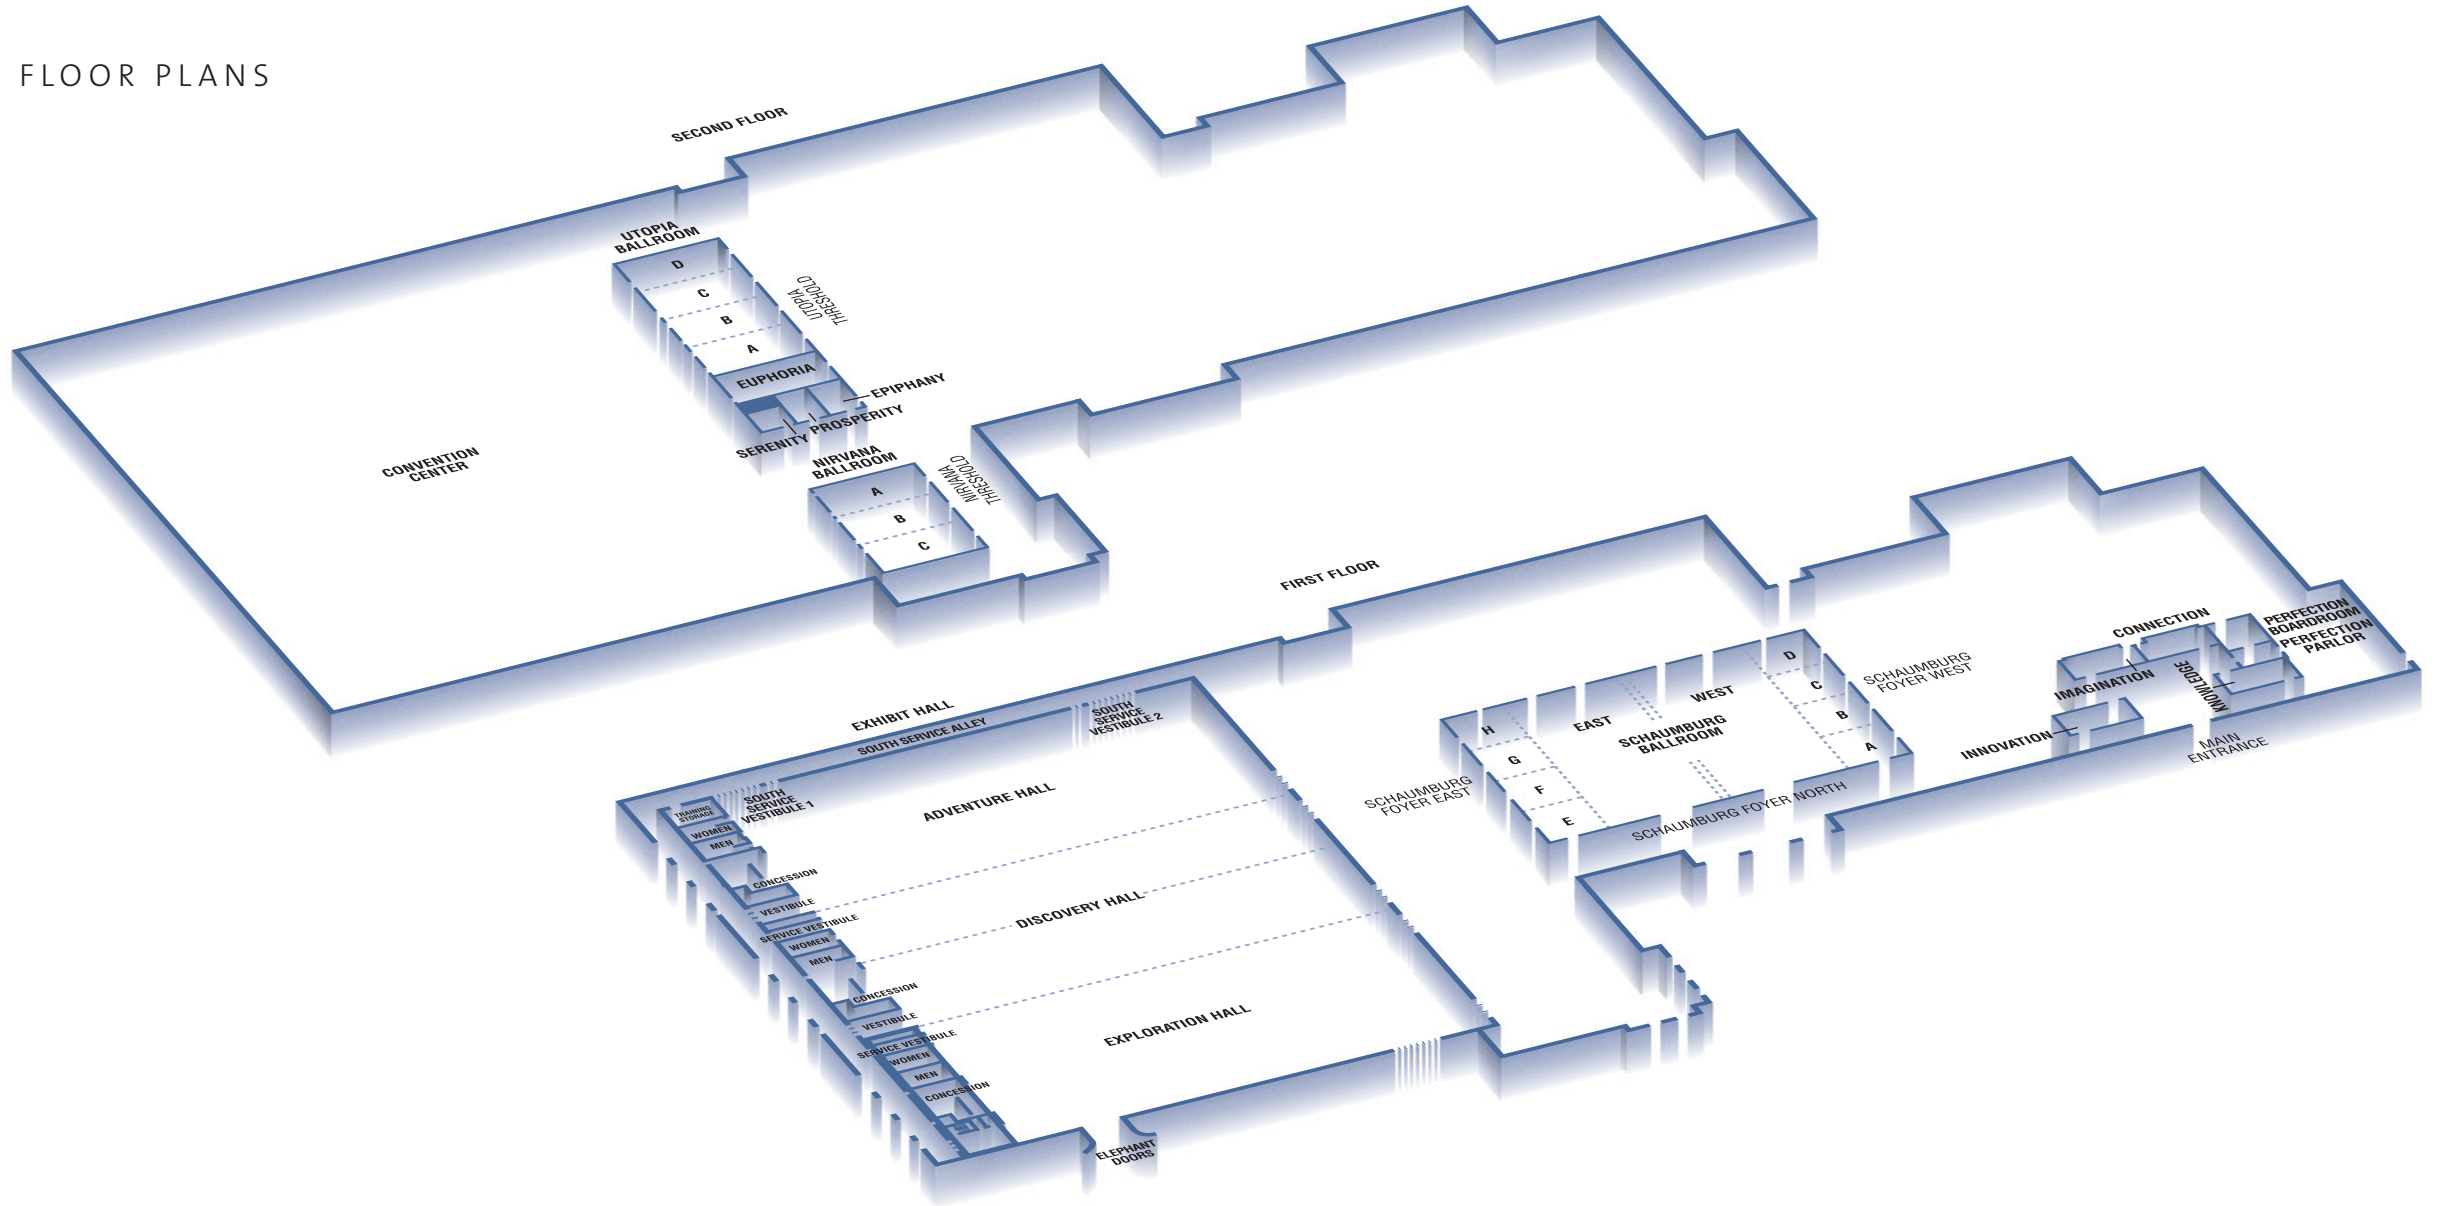 FLOOR PLANS
SECOND FLOOR
UTOPIA
BALLROOM
D
C
B
A
UTOPIA
THRESHOLD
EUPHORIA
EPIPHANY
PROSPERITY
SERENITY
CONVENTION
CENTER
NIRVANA
BALLROOM
A
B
C
NIRVANA
THRESHOLD
FIRST FLOOR
EXHIBIT HALL
SOUTH SERVICE ALLEY
SOUTH
SERVICE
VESTIBULE 2
SOUTH
SERVICE
VESTIBULE 1
TRAINING
STORAGE
WOMEN
MEN
CONCESSION
VESTIBULE
SERVICE VESTIBULE
WOMEN
MEN
CONCESSION
VESTIBULE
SERVICE VESTIBULE
WOMEN
MEN
CONCESSION
ADVENTURE HALL
DISCOVERY HALL
EXPLORATION HALL
ELEPHANT
DOORS
SCHAUMBURG
FOYER EAST
H
G
F
E
EAST
WEST
SCHAUMBURG
BALLROOM
D
C
B
A
SCHAUMBURG FOYER NORTH
SCHAUMBURG
FOYER WEST
CONNECTION
IMAGINATION
KNOWLEDGE
INNOVATION
PERFECTION
BOARDROOM
PERFECTION
PARLOR
MAIN
ENTRANCE